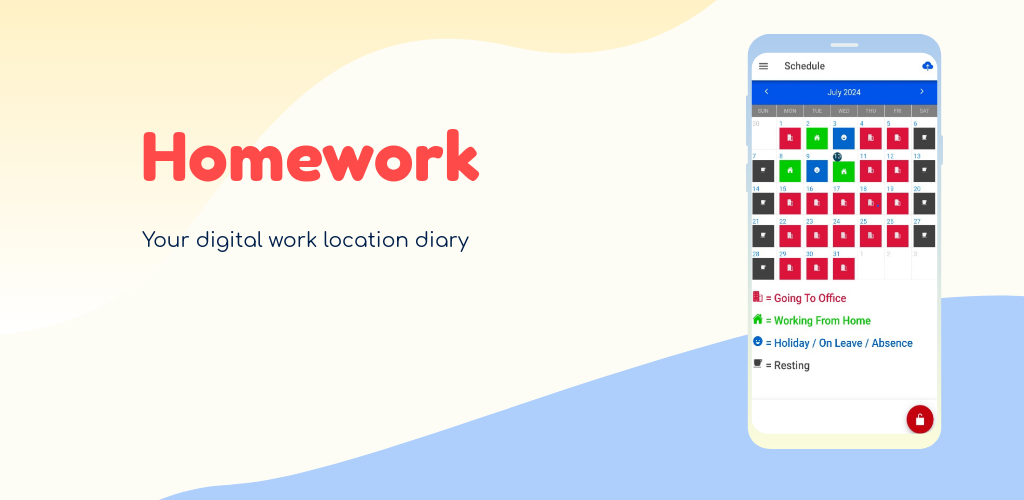 Homework
Your digital work location diary
Schedule
July 2024
SUN MON TUE WED THU FRI SAT
30 1 2 3 4 5 6
7 8 9 10 11 12 13
14 15 16 17 18 19 20
21 22 23 24 25 26 27
28 29 30 31 1 2 3
= Going To Office
= Working From Home
= Holiday / On Leave / Absence
= Resting